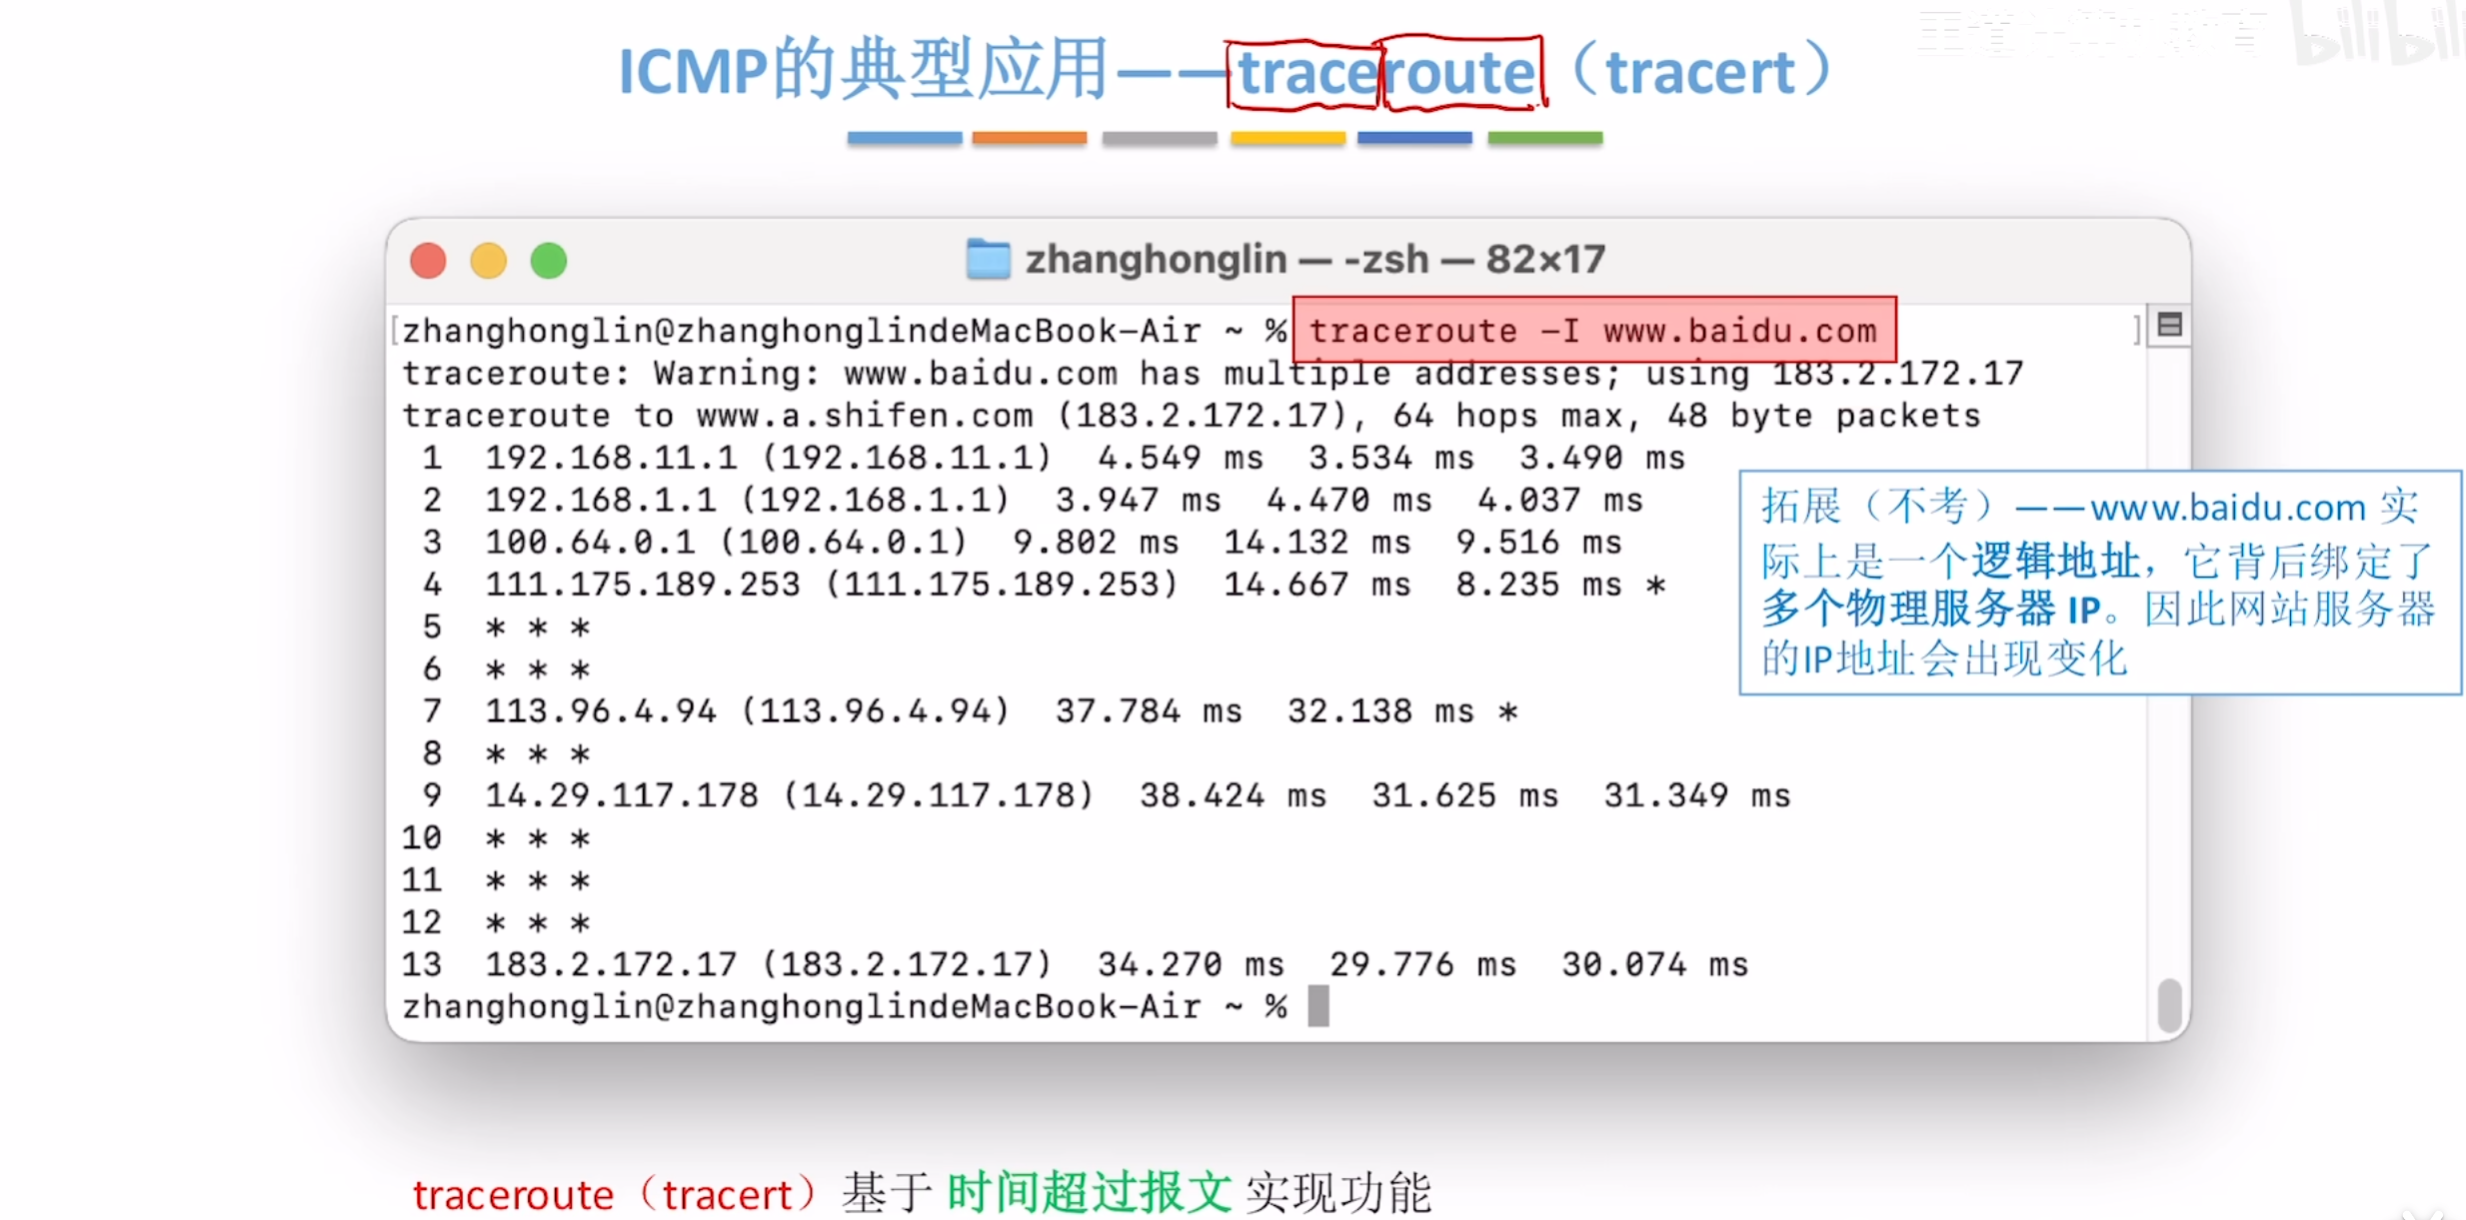 ICMP的典型应用——traceroute（tracert）
zhanghonglin — -zsh — 82×17
[zhanghonglin@zhanghonglindeMacBook-Air ~ % traceroute -I www.baidu.com ]
traceroute: Warning: www.baidu.com has multiple addresses; using 183.2.172.17
traceroute to www.a.shifen.com (183.2.172.17), 64 hops max, 48 byte packets
1 192.168.11.1 (192.168.11.1) 4.549 ms 3.534 ms 3.490 ms
2 192.168.1.1 (192.168.1.1) 3.947 ms 4.470 ms 4.037 ms
3 100.64.0.1 (100.64.0.1) 9.802 ms 14.132 ms 9.516 ms
4 111.175.189.253 (111.175.189.253) 14.667 ms 8.235 ms *
5 * * *
6 * * *
7 113.96.4.94 (113.96.4.94) 37.784 ms 32.138 ms *
8 * * *
9 14.29.117.178 (14.29.117.178) 38.424 ms 31.625 ms 31.349 ms
10 * * *
11 * * *
12 * * *
13 183.2.172.17 (183.2.172.17) 34.270 ms 29.776 ms 30.074 ms
zhanghonglin@zhanghonglindeMacBook-Air ~ %
拓展（不考）——www.baidu.com 实
际上是一个逻辑地址，它背后绑定了
多个物理服务器 IP。因此网站服务器
的IP地址会出现变化
traceroute（tracert）基于 时间超过报文 实现功能
bilibili